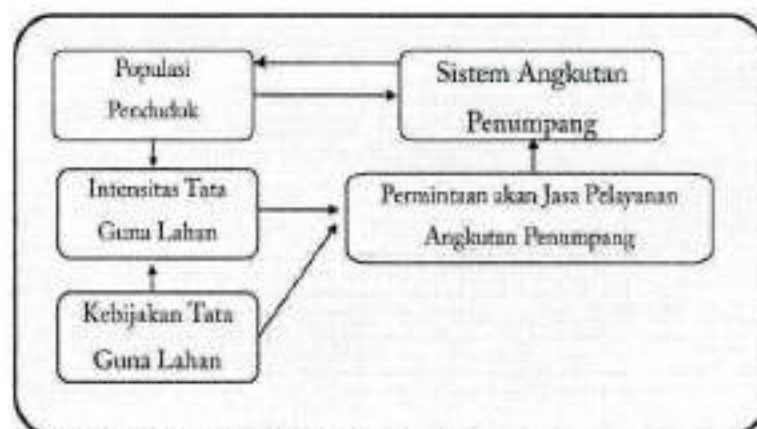 Populasi
Penduduk
Sistem Angkutan
Penumpang
Intensitas Tata
Guna Lahan
Permintaan akan Jasa Pelayanan
Angkutan Penumpang
Kebijakan Tata
Guna Lahan